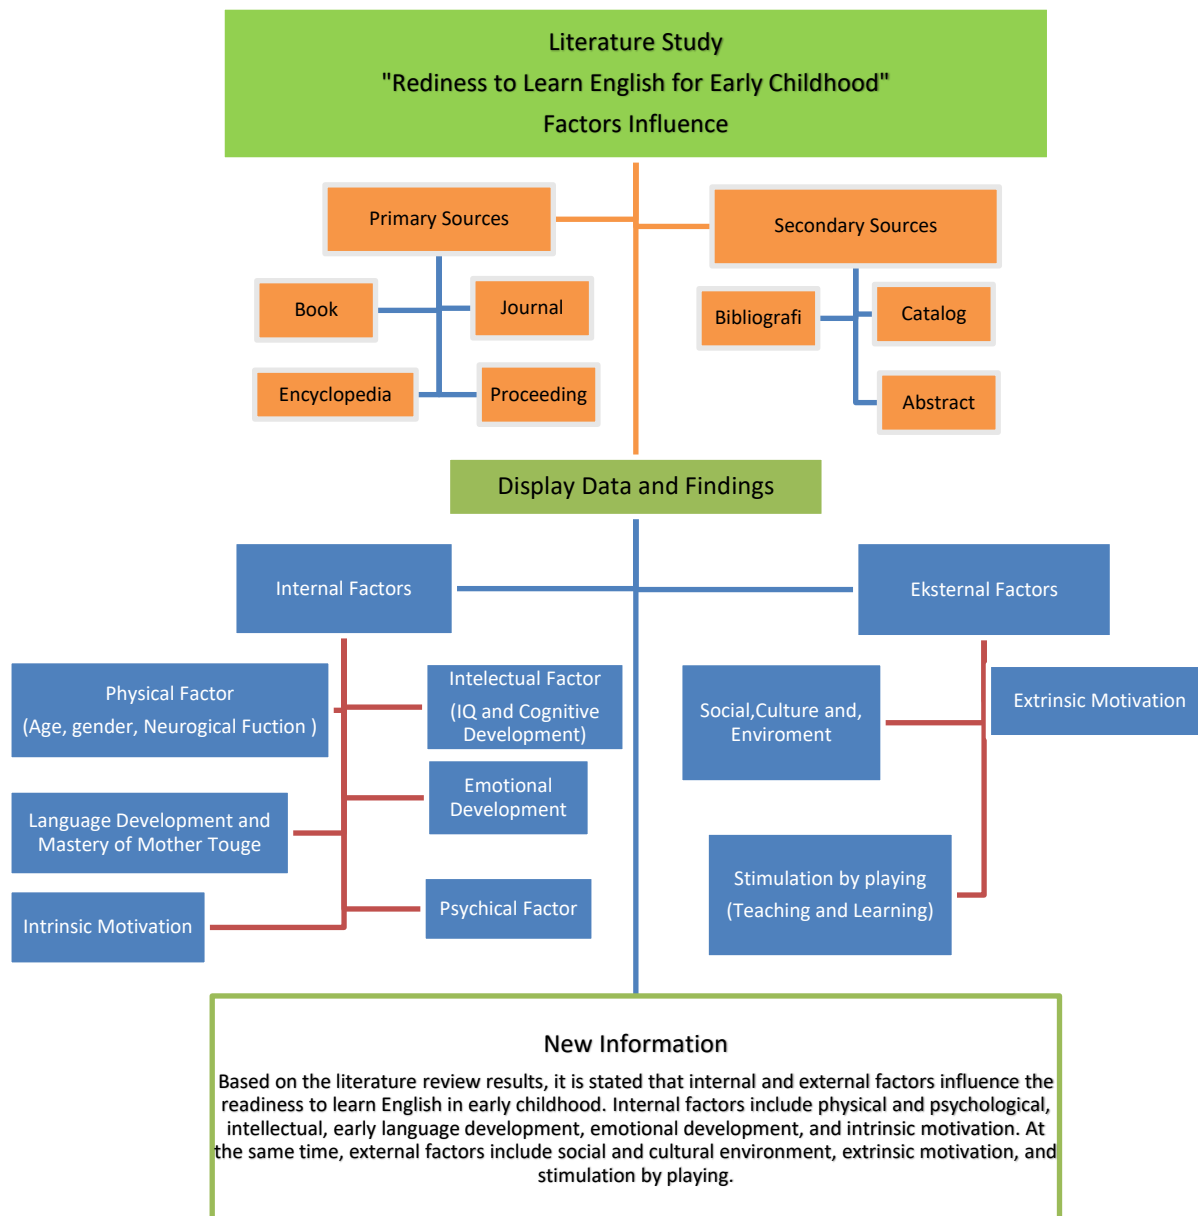 Literature Study
"Rediness to Learn English for Early Childhood"
Factors Influence
Primary Sources
Secondary Sources
Book
Journal
Bibliografi
Catalog
Encyclopedia
Proceeding
Abstract
Display Data and Findings
Internal Factors
Eksternal Factors
Physical Factor
(Age, gender, Neurogical Fuction )
Intelectual Factor
(IQ and Cognitive
Development)
Social,Culture and,
Enviroment
Extrinsic Motivation
Emotional
Development
Language Development and
Mastery of Mother Touge
Stimulation by playing
(Teaching and Learning)
Intrinsic Motivation
Psychical Factor
New Information
Based on the literature review results, it is stated that internal and external factors influence the
readiness to learn English in early childhood. Internal factors include physical and psychological,
intellectual, early language development, emotional development, and intrinsic motivation. At
the same time, external factors include social and cultural environment, extrinsic motivation, and
stimulation by playing.